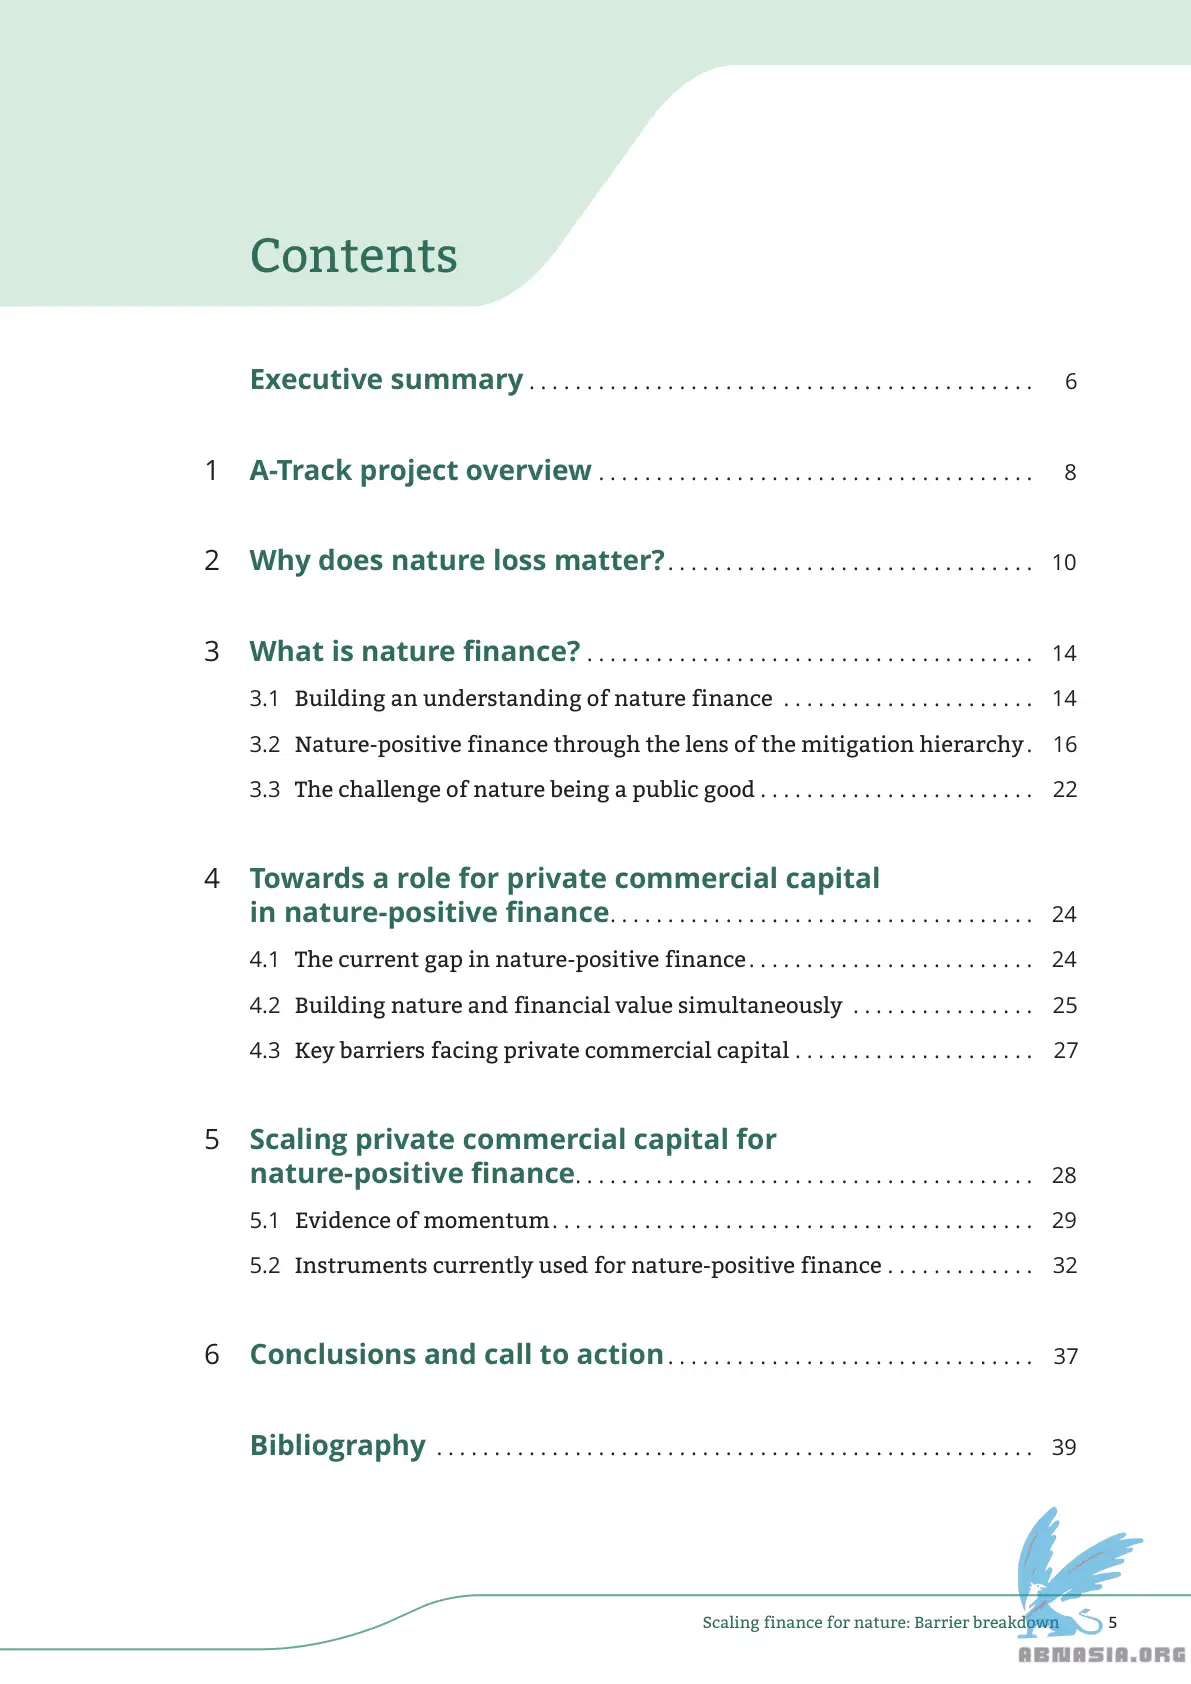 Contents
Executive summary . . . . . . . . . . . . . . . . . . . . . . . . . . . . . . . . . . . . . . . . . . . . 6
1 A-Track project overview . . . . . . . . . . . . . . . . . . . . . . . . . . . . . . . . . . . . . . 8
2 Why does nature loss matter? . . . . . . . . . . . . . . . . . . . . . . . . . . . . . . . . 10
3 What is nature finance? . . . . . . . . . . . . . . . . . . . . . . . . . . . . . . . . . . . . . . . 14
3.1 Building an understanding of nature finance . . . . . . . . . . . . . . . . . . . . . . 14
3.2 Nature-positive finance through the lens of the mitigation hierarchy . 16
3.3 The challenge of nature being a public good . . . . . . . . . . . . . . . . . . . . . . . . 22
4 Towards a role for private commercial capital
in nature-positive finance . . . . . . . . . . . . . . . . . . . . . . . . . . . . . . . . . . . . . 24
4.1 The current gap in nature-positive finance . . . . . . . . . . . . . . . . . . . . . . . . . 24
4.2 Building nature and financial value simultaneously . . . . . . . . . . . . . . . . 25
4.3 Key barriers facing private commercial capital . . . . . . . . . . . . . . . . . . . . . 27
5 Scaling private commercial capital for
nature-positive finance . . . . . . . . . . . . . . . . . . . . . . . . . . . . . . . . . . . . . . . . 28
5.1 Evidence of momentum . . . . . . . . . . . . . . . . . . . . . . . . . . . . . . . . . . . . . . . . . . 29
5.2 Instruments currently used for nature-positive finance . . . . . . . . . . . . . 32
6 Conclusions and call to action . . . . . . . . . . . . . . . . . . . . . . . . . . . . . . . . 37
Bibliography . . . . . . . . . . . . . . . . . . . . . . . . . . . . . . . . . . . . . . . . . . . . . . . . . . . . 39
Scaling finance for nature: Barrier breakdown 5
ABNASIA.ORG